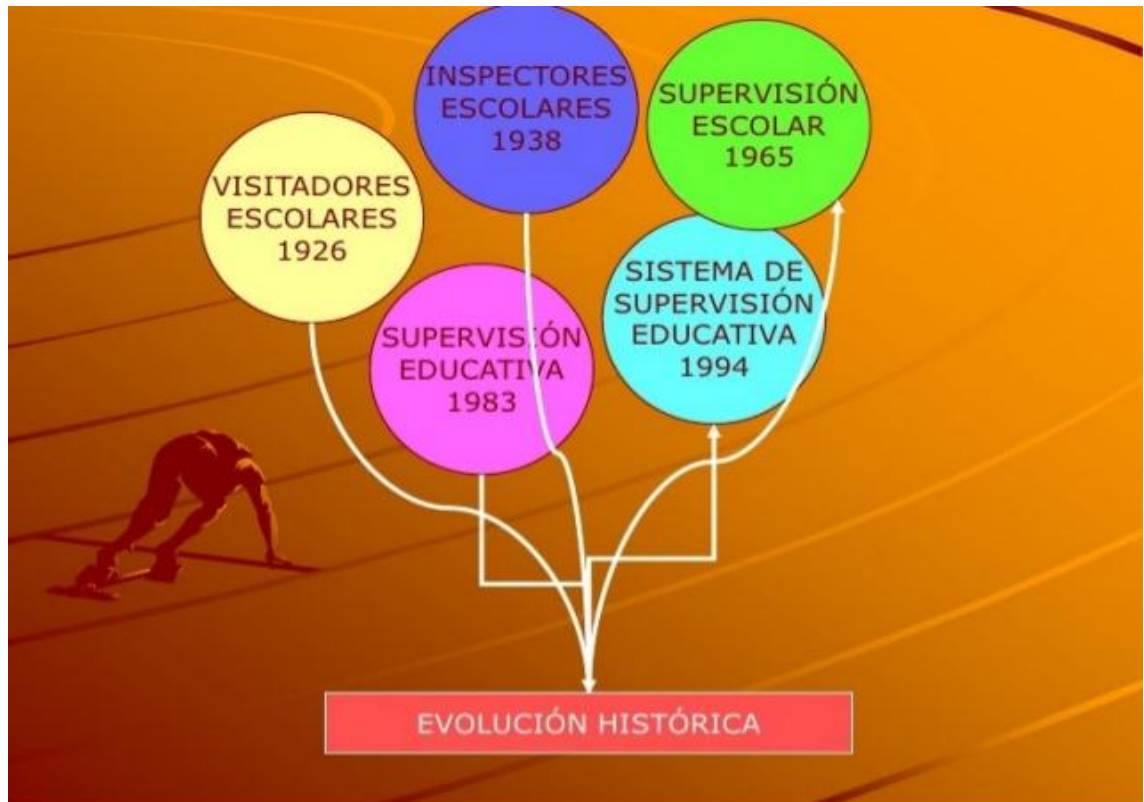 INSPECTORES
ESCOLARES
1938
SUPERVISIÓN
ESCOLAR
1965
VISITADORES
ESCOLARES
1926
SISTEMA DE
SUPERVISIÓN
EDUCATIVA
1994
SUPERVISIÓN
EDUCATIVA
1983
EVOLUCIÓN HISTÓRICA